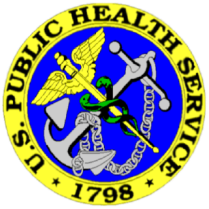 U.S. PUBLIC HEALTH SERVICE
1798